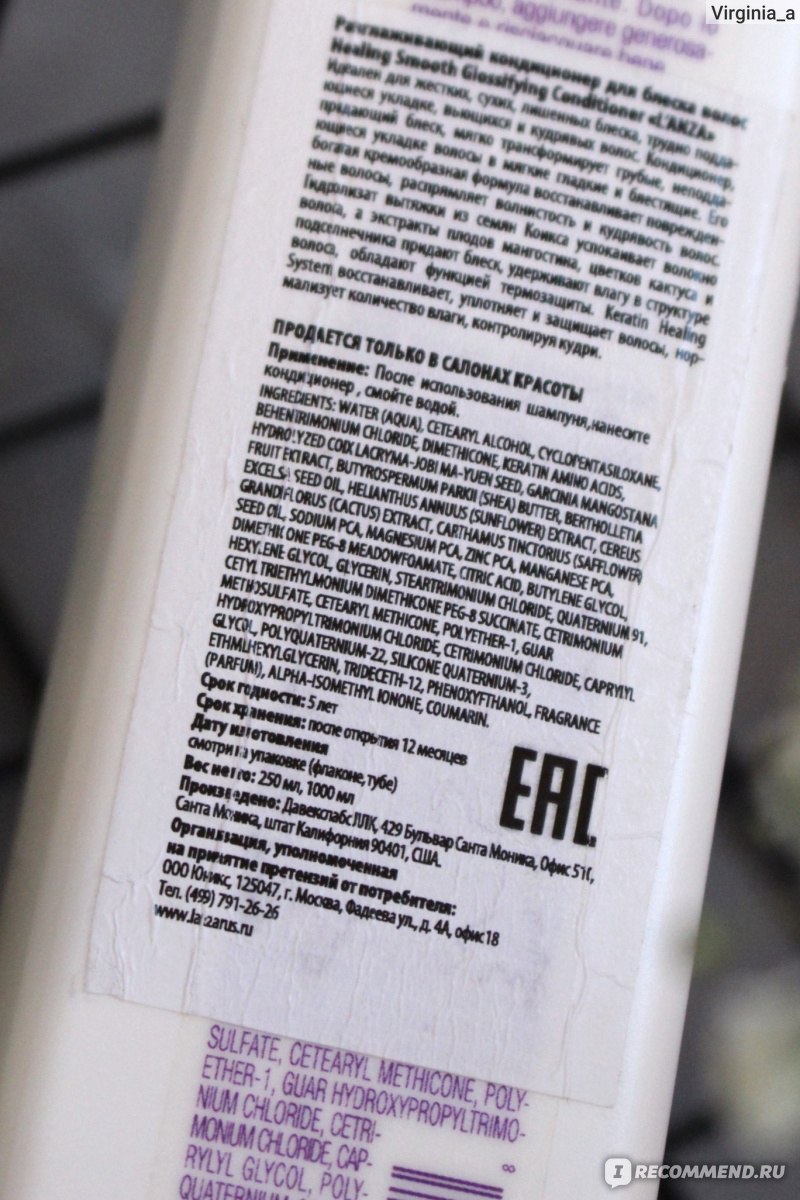 Virginia_a
ante. Dopo lo
aggiungere generosa-
mente e risciacquare bene.
Разглаживающий кондиционер для блеска волос
Healing Smooth Glossifying Conditioner «L'ANZA»
Идеален для жестких, сухих, лишенных блеска, трудно подда-
ющиеся укладке, вьющихся и кудрявых волос. Кондиционер,
придающий блеск, мягко трансформирует грубые, неподда-
ющиеся укладке волосы в мягкие гладкие и блестящие. Его
богатая кремообразная формула восстанавливает поврежден-
ные волосы, распрямляет волнистость и кудрявость волос.
Гидролизат вытяжки из семян Коикса успокаивает волокно
волоса, а экстракты плодов мангостина, цветков кактуса и
подселнечника придают блеск, удерживают влагу в структуре
волоса, обладают функцией термозащиты. Keratin Healing
System восстанавливает, уплотняет и защищает волосы, нор-
мализует количество влаги, контролируя кудри.
ПРОДАЕТСЯ ТОЛЬКО В САЛОНАХ КРАСОТЫ
Применение: После использования шампуня,нанесите
кондиционер , смойте водой.
INGREDIENTS: WATER (AQUA), CETEARYL ALCOHOL, CYCLOPENTASILOXANE,
BEHENTRIMONIUM CHLORIDE, DIMETHICONE, KERATIN AMINO ACIDS,
HYDROLYZED COIX LACRYMA-JOBI MA-YUEN SEED, GARCINIA MANGOSTANA
FRUIT EXTRACT, BUTYROSPERMUM PARKII (SHEA) BUTTER, BERTHOLLETIA
EXCELSA SEED OIL, HELIANTHUS ANNUUS (SUNFLOWER) EXTRACT, CEREUS
GRANDIFLORUS (CACTUS) EXTRACT, CARTHAMUS TINCTORIUS (SAFFLOWER)
SEED OIL, SODIUM PCA, MAGNESIUM PCA, ZINC PCA, MANGANESE PCA,
DIMETHICONE PEG-8 MEADOWFOAMATE, CITRIC ACID, BUTYLENE GLYCOL,
HEXYLENE GLYCOL, GLYCERIN, STEARTRIMONIUM CHLORIDE, QUATERNIUM 91,
CETYL TRIETHYLMONIUM DIMETHICONE PEG-8 SUCCINATE, CETRIMONIUM
METHOSULFATE, CETEARYL METHICONE, POLYETHER-1, GUAR
HYDROXYPROPYLTRIMONIUM CHLORIDE, CETRIMONIUM CHLORIDE, CAPRYLYL
GLYCOL, POLYQUATERNIUM-22, SILICONE QUATERNIUM-3,
ETHMLHEXYLGLYCERIN, TRIDECETH-12, PHENOXYFTHANOL, FRAGRANCE
(PARFUM), ALPHA-ISOMETHYL IONONE, COUMARIN.
Срок годности: 5 лет
Срок хранения: после открытия 12 месяцев
Дату изготовления
смотри на упаковке (флаконе,тубе)
Вес нетто: 250 мл, 1000 мл
Произведено: Давекслабс ЛЛК, 429 Бульвар Санта Моника, Офис 510,
Санта Моника, штат Калифорния 90401, США.
Организация, уполномоченная
на принятие претензий от потребителя:
ООО Юникс, 125047, г. Москва, Фадеева ул., д. 4А, офис 18
Тел. (499) 791-26-26
www.lanzarus.ru
EAC
SULFATE, CETEARYL METHICONE, POLY-
ETHER-1, GUAR HYDROXYPROPYLTRIMO-
NIUM CHLORIDE, CETRI-
MONIUM CHLORIDE, CAP-
RYLYL GLYCOL, POLY-
QUATERNIUM-
IRECOMMEND.RU